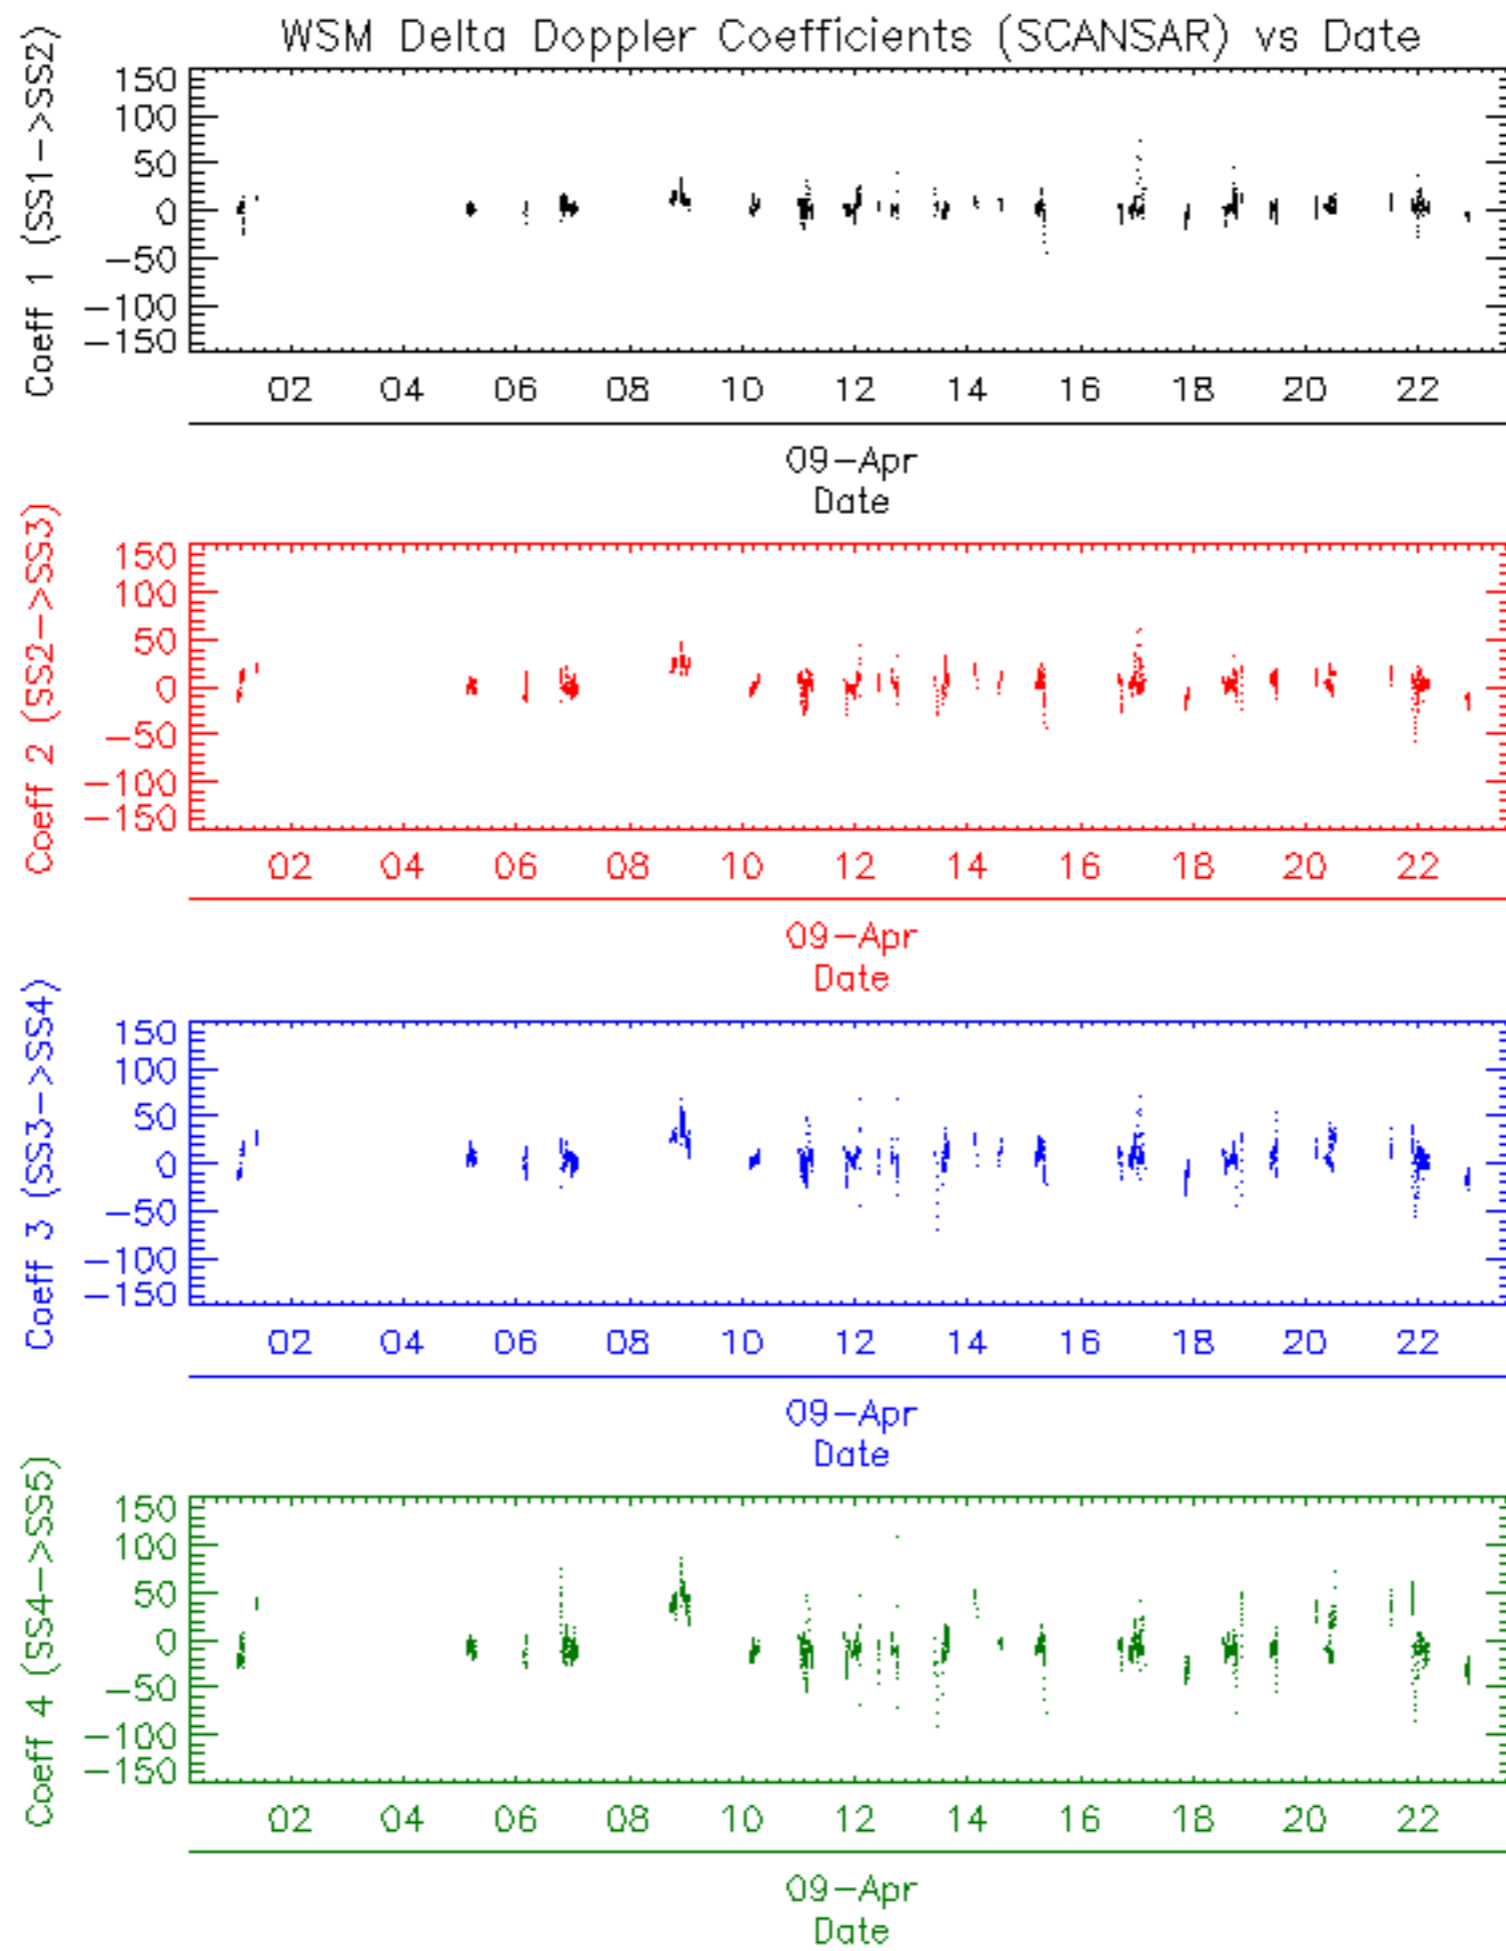 WSM Delta Doppler Coefficients (SCANSAR) vs Date
Coeff 1 (SS1->SS2)
150
100
50
0
-50
-100
-150
02 04 06 08 10 12 14 16 18 20 22
09-Apr
Date
Coeff 2 (SS2->SS3)
150
100
50
0
-50
-100
-150
02 04 06 08 10 12 14 16 18 20 22
09-Apr
Date
Coeff 3 (SS3->SS4)
150
100
50
0
-50
-100
-150
02 04 06 08 10 12 14 16 18 20 22
09-Apr
Date
Coeff 4 (SS4->SS5)
150
100
50
0
-50
-100
-150
02 04 06 08 10 12 14 16 18 20 22
09-Apr
Date